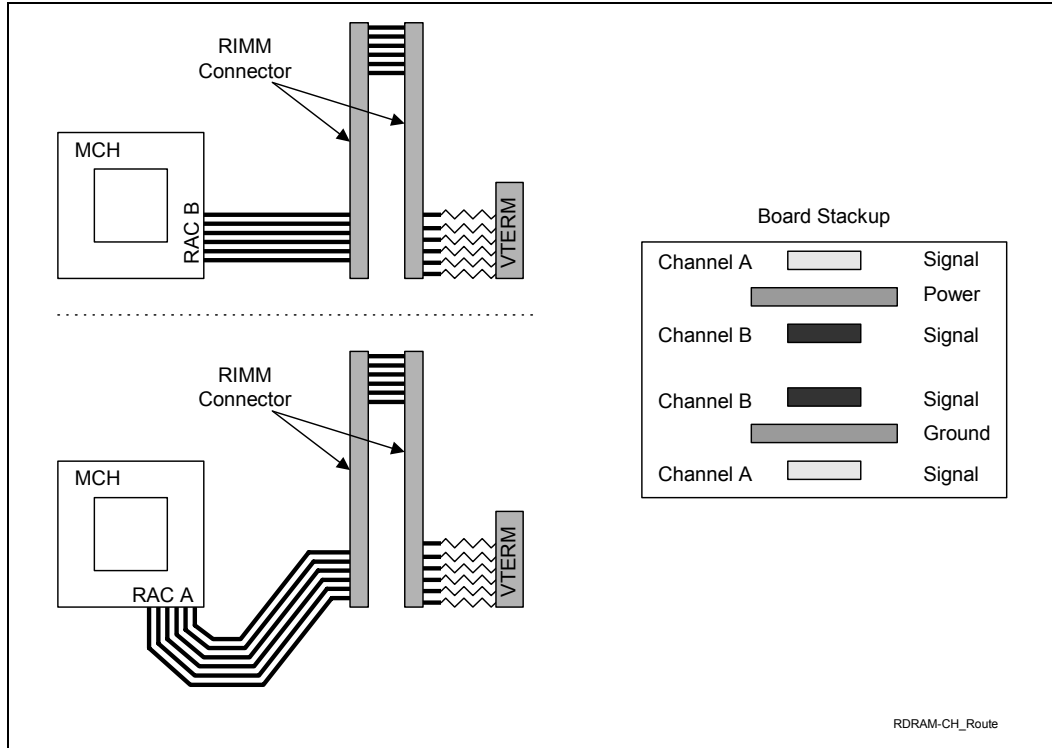 RIMM
Connector
MCH
RAC B
VTERM
RIMM
Connector
MCH
RAC A
VTERM
Board Stackup
Channel A Signal
Power
Channel B Signal
Channel B Signal
Ground
Channel A Signal
RDRAM-CH_Route